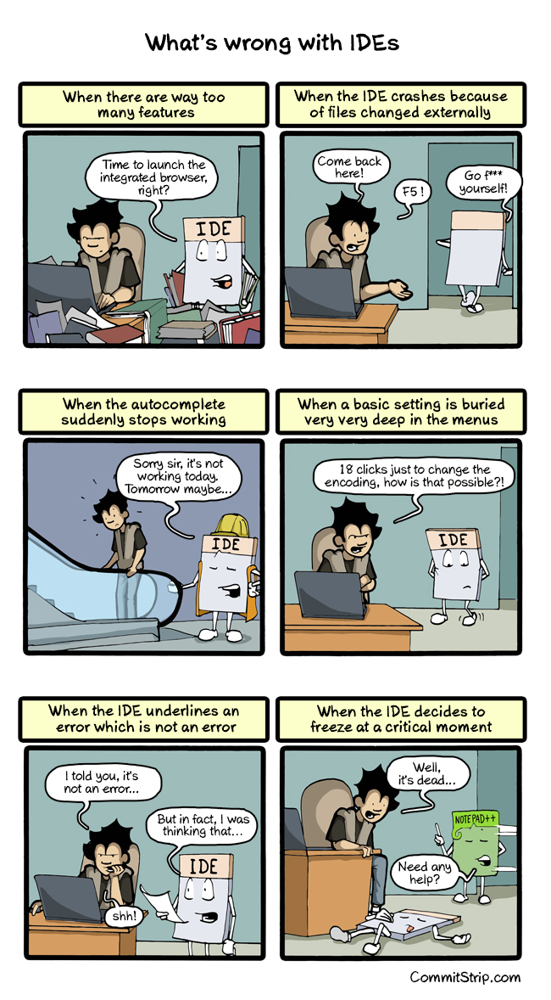 What's wrong with IDEs
When there are way too
many features
Time to launch the
integrated browser,
right?
IDE
When the IDE crashes because
of files changed externally
Come back
here!
F5 !
Go f***
yourself!
When the autocomplete
suddenly stops working
Sorry sir, it's not
working today.
Tomorrow maybe...
IDE
When a basic setting is buried
very very deep in the menus
18 clicks just to change the
encoding, how is that possible?!
IDE
When the IDE underlines an
error which is not an error
I told you, it's
not an error...
But in fact, I was
thinking that...
IDE
shh!
When the IDE decides to
freeze at a critical moment
Well,
it's dead...
NOTEPAD++
Need any
help?
CommitStrip.com